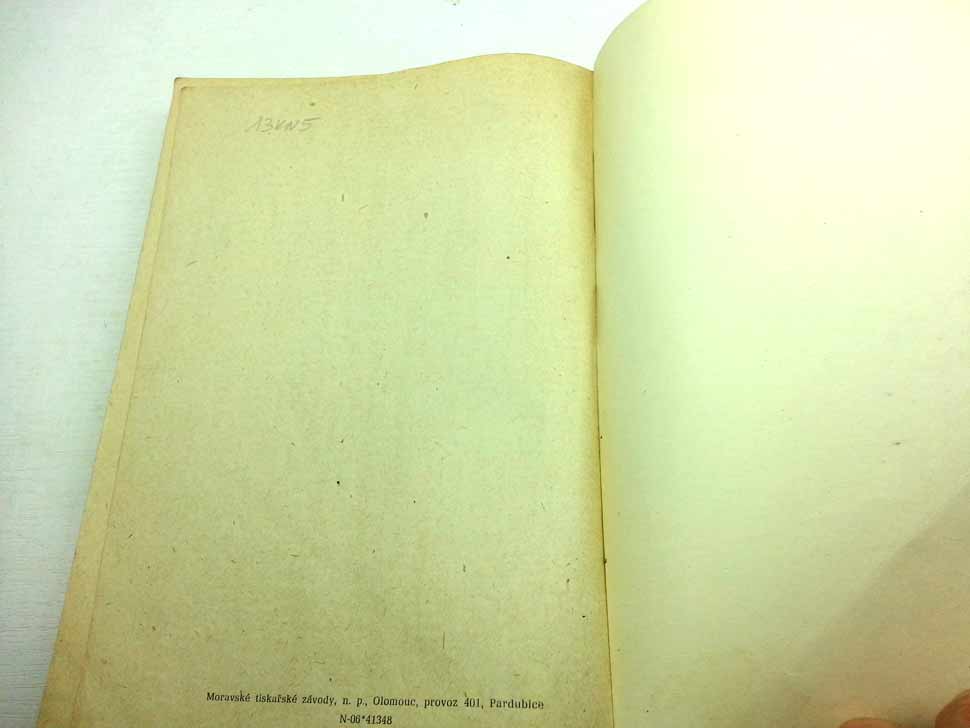 13KN5
Moravské tiskařské závody, n. p., Olomouc, provoz 401, Pardubice
N-06*41348